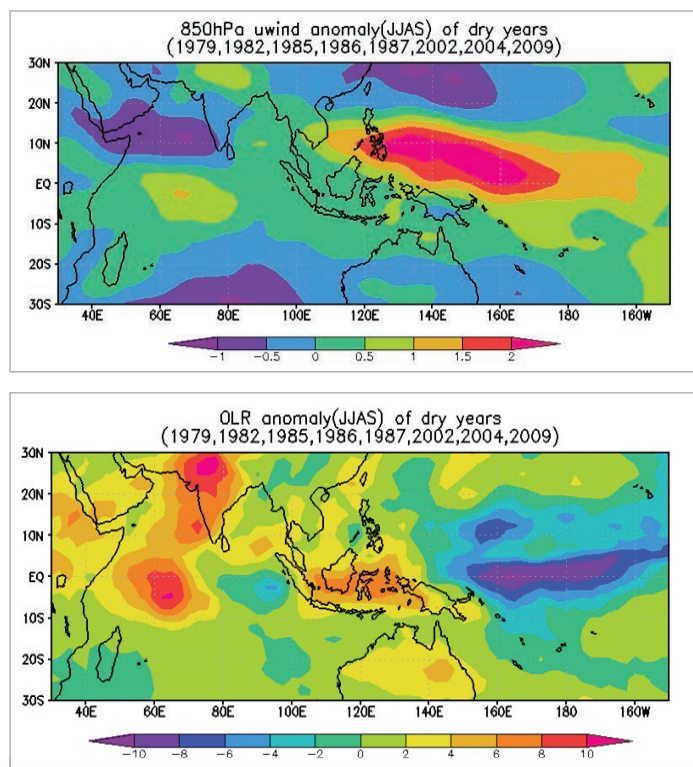 850hPa uwind anomaly(JJAS) of dry years
(1979,1982,1985,1986,1987,2002,2004,2009)
30N
20N
10N
EQ
10S
20S
30S
40E 60E 80E 100E 120E 140E 160E 180 160W
-1 -0.5 0 0.5 1 1.5 2
OLR anomaly(JJAS) of dry years
(1979,1982,1985,1986,1987,2002,2004,2009)
30N
20N
10N
EQ
10S
20S
30S
40E 60E 80E 100E 120E 140E 160E 180 160W
-10 -8 -6 -4 -2 0 2 4 6 8 10